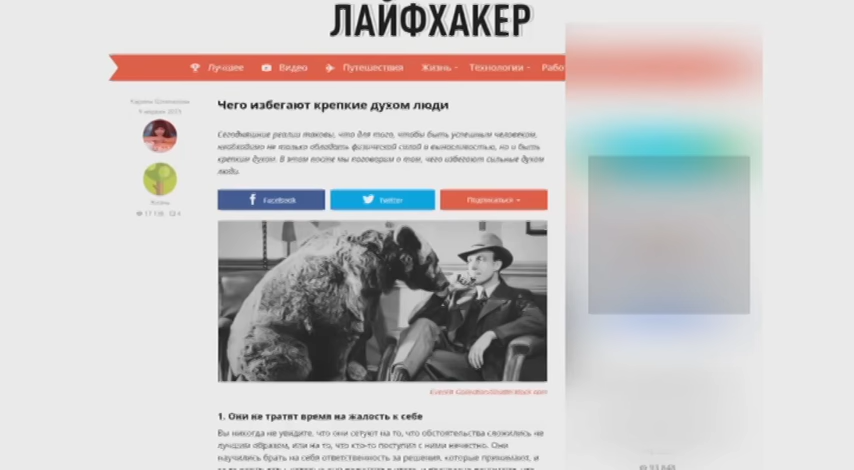 ЛАЙФХАКЕР
Лучшее Видео Путешествия Жизнь Технологии
Чего избегают крепкие духом люди
Сегодняшние реалии таковы, что для того, чтобы быть успешным человеком,
необходимо не только обладать физической силой и выносливостью, но и быть
крепким духом. В этом посте мы поговорим о том, чего избегают сильные духом
люди.
Facebook Twitter Подписаться
Жизнь
1. Они не тратят время на жалость к себе
Вы никогда не увидите, что они сетуют на то, что обстоятельства сложились не
лучшим образом, или на то, что кто-то поступил с ними нечестно. Они
научились брать на себя ответственность за решения, которые принимают, и